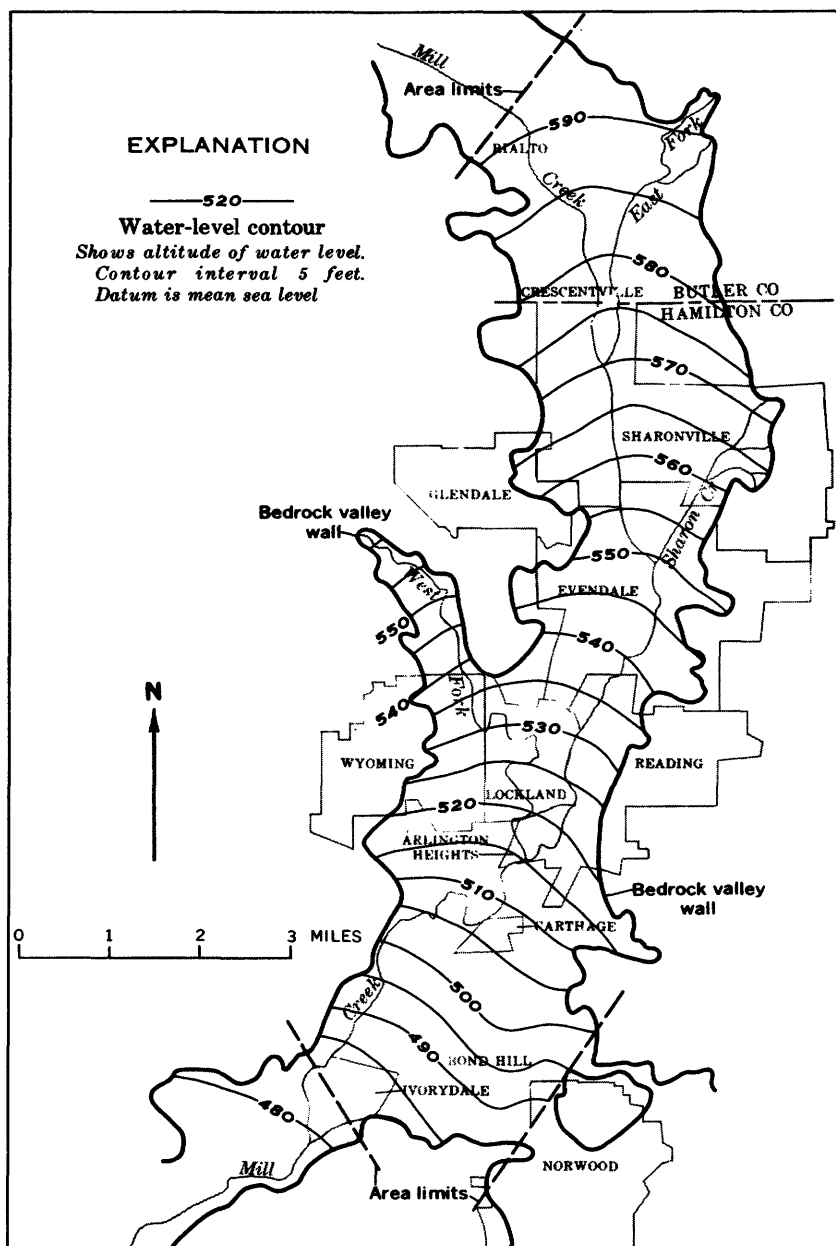 Mill
Area limits
EXPLANATION
590
RIALTO
Fork
520
Creek
East
Water-level contour
Shows altitude of water level.
Contour interval 5 feet.
Datum is mean sea level
580
CRESCENTVILLE
BUTLER CO
HAMILTON CO
570
SHARONVILLE
560
GLENDALE
Sharon Cr
Bedrock valley
wall
550
West
EVENDALE
550
540
N
Fork
540
530
WYOMING
READING
LOCKLAND
520
ARLINGTON
HEIGHTS
510
Bedrock valley
wall
CARTHAGE
0 1 2 3 MILES
500
Creek
490
BOND HILL
IVORYDALE
480
Mill
NORWOOD
Area limits